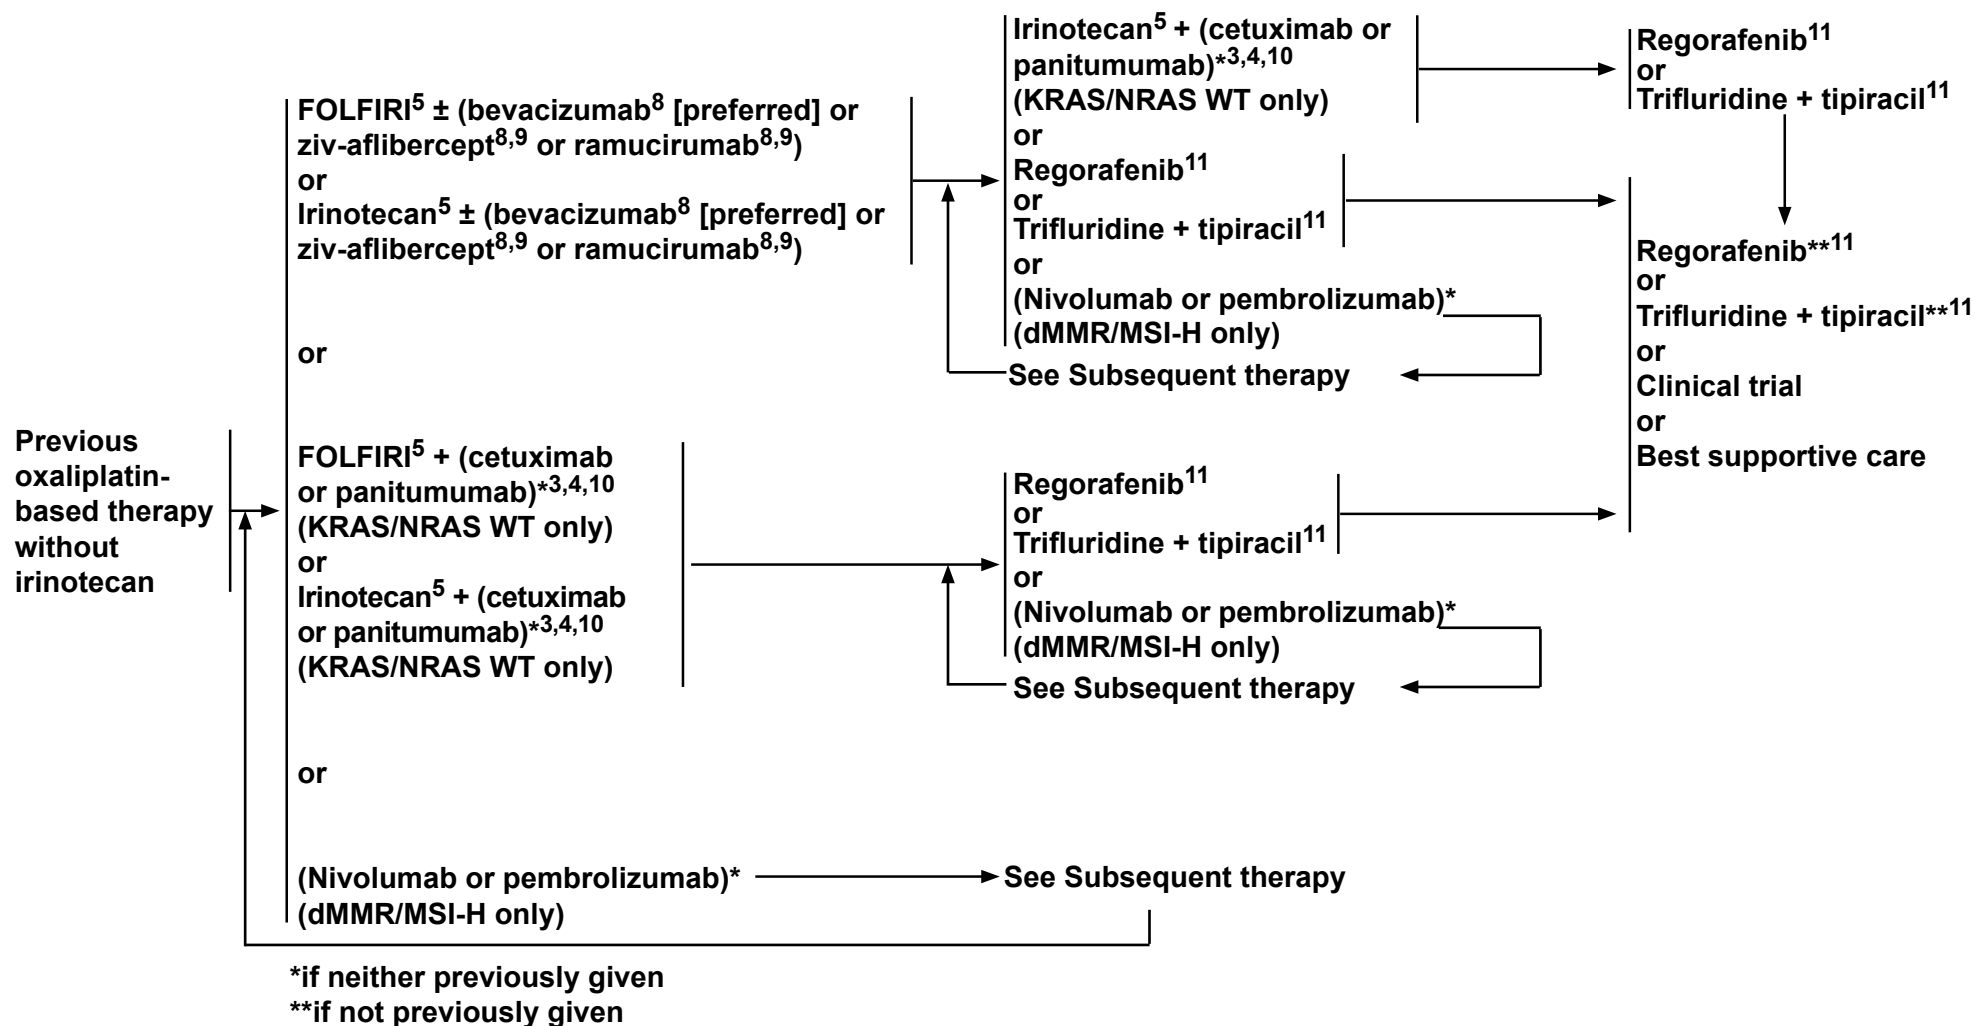 Previous
oxaliplatin-
based therapy
without
irinotecan
FOLFIRI5 ± (bevacizumab8 [preferred] or
ziv-aflibercept8,9 or ramucirumab8,9)
or
Irinotecan5 ± (bevacizumab8 [preferred] or
ziv-aflibercept8,9 or ramucirumab8,9)
or
FOLFIRI5 + (cetuximab
or panitumumab)*3,4,10
(KRAS/NRAS WT only)
or
Irinotecan5 + (cetuximab
or panitumumab)*3,4,10
(KRAS/NRAS WT only)
or
(Nivolumab or pembrolizumab)*
(dMMR/MSI-H only)
Irinotecan5 + (cetuximab or
panitumumab)*3,4,10
(KRAS/NRAS WT only)
or
Regorafenib11
or
Trifluridine + tipiracil11
or
(Nivolumab or pembrolizumab)*
(dMMR/MSI-H only)
See Subsequent therapy
Regorafenib11
or
Trifluridine + tipiracil11
or
(Nivolumab or pembrolizumab)*
(dMMR/MSI-H only)
See Subsequent therapy
See Subsequent therapy
Regorafenib11
or
Trifluridine + tipiracil11
Regorafenib**11
or
Trifluridine + tipiracil**11
or
Clinical trial
or
Best supportive care
*if neither previously given
**if not previously given